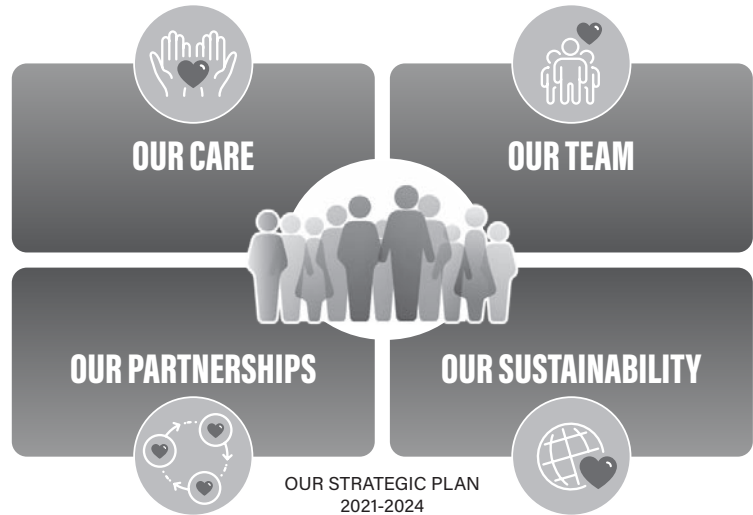 OUR CARE
OUR TEAM
OUR PARTNERSHIPS
OUR SUSTAINABILITY
OUR STRATEGIC PLAN
2021-2024